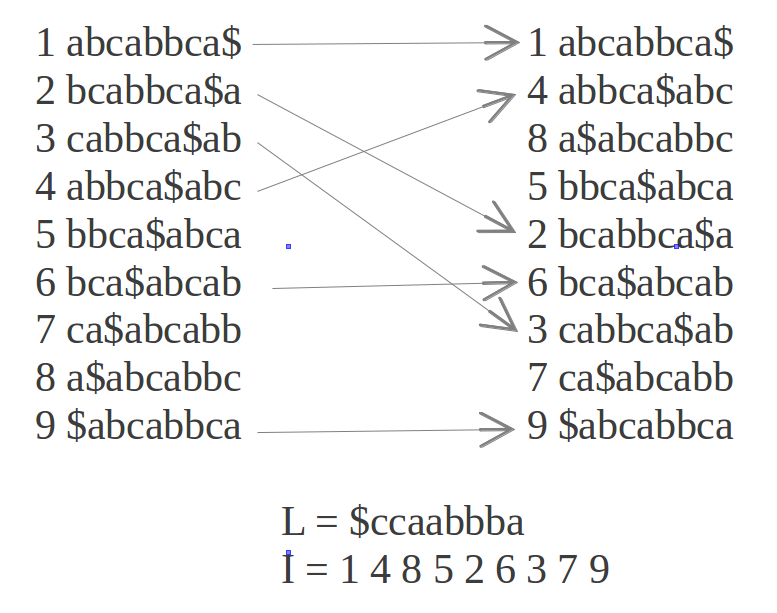 1 abcabbca$ 1 abcabbca$
2 bcabbca$a 4 abbca$abc
3 cabbca$ab 8 a$abcabbc
4 abbca$abc 5 bbca$abca
5 bbca$abca 2 bcabbca$a
6 bca$abcab 6 bca$abcab
7 ca$abcabb 3 cabbca$ab
8 a$abcabbc 7 ca$abcabb
9 $abcabbca 9 $abcabbca
L = $ccaabbba
I = 1 4 8 5 2 6 3 7 9